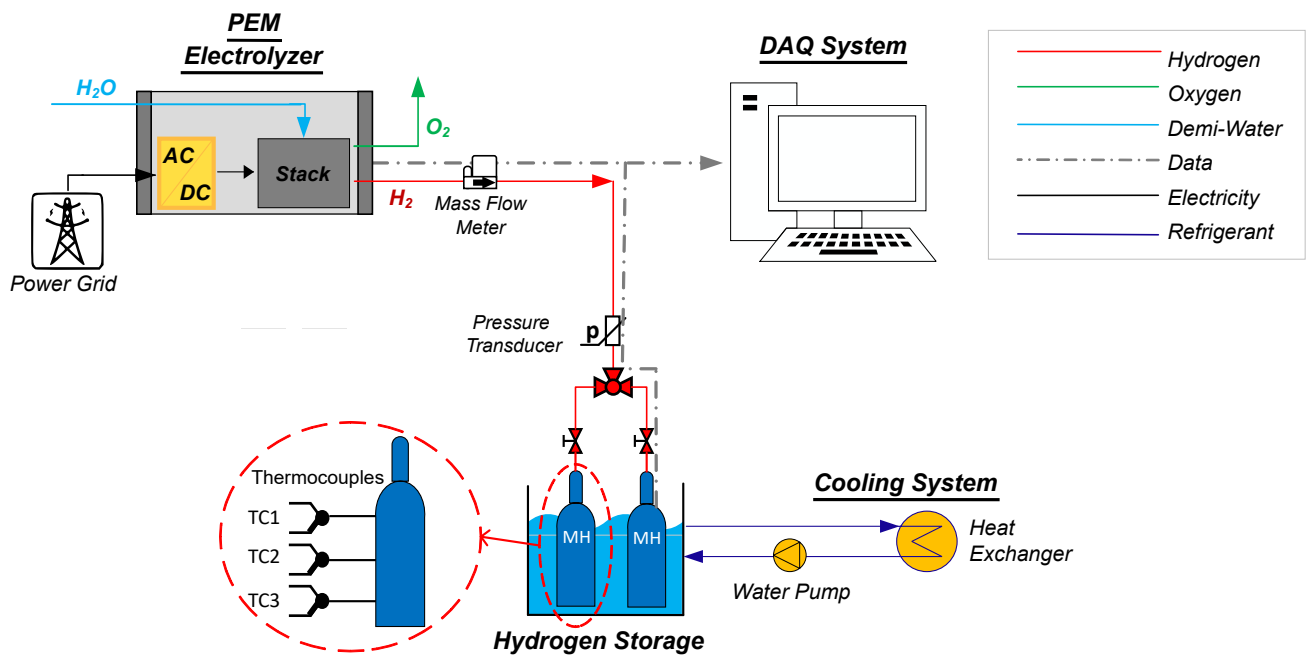 PEM
Electrolyzer
H₂O
O₂
AC
DC
Stack
H₂
Mass Flow
Meter
Power Grid
DAQ System
Hydrogen
Oxygen
Demi-Water
Data
Electricity
Refrigerant
Pressure
Transducer
p
Thermocouples
TC1
TC2
TC3
MH
MH
Hydrogen Storage
Cooling System
Heat
Exchanger
Water Pump